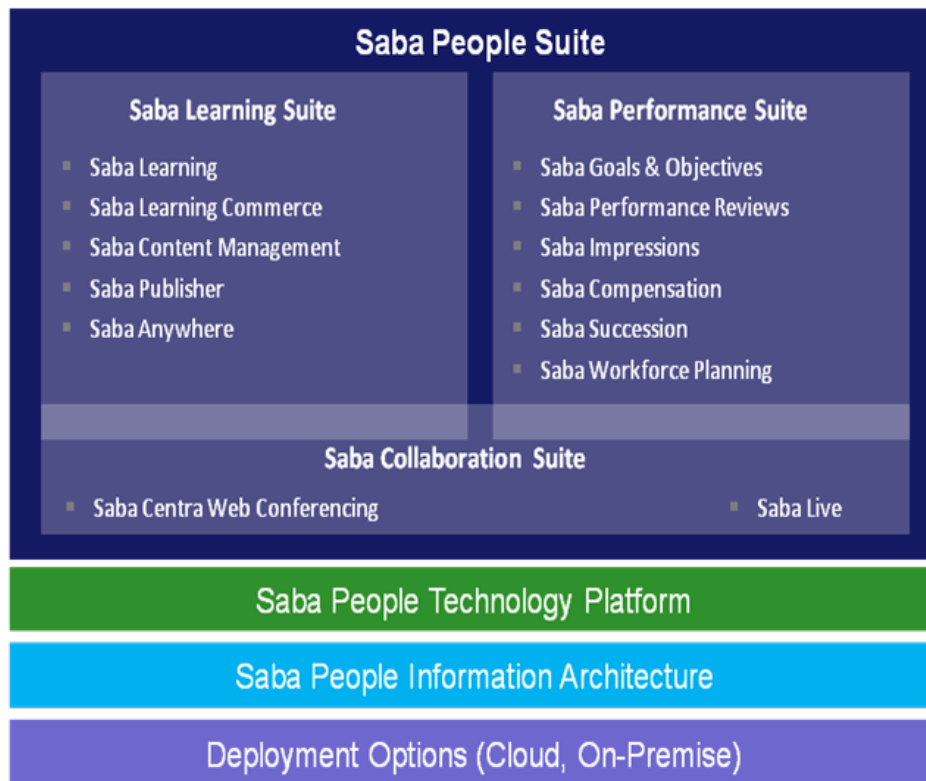 Saba People Suite
Saba Learning Suite
Saba Learning
Saba Learning Commerce
Saba Content Management
Saba Publisher
Saba Anywhere
Saba Performance Suite
Saba Goals & Objectives
Saba Performance Reviews
Saba Impressions
Saba Compensation
Saba Succession
Saba Workforce Planning
Saba Collaboration Suite
Saba Centra Web Conferencing
Saba Live
Saba People Technology Platform
Saba People Information Architecture
Deployment Options (Cloud, On-Premise)